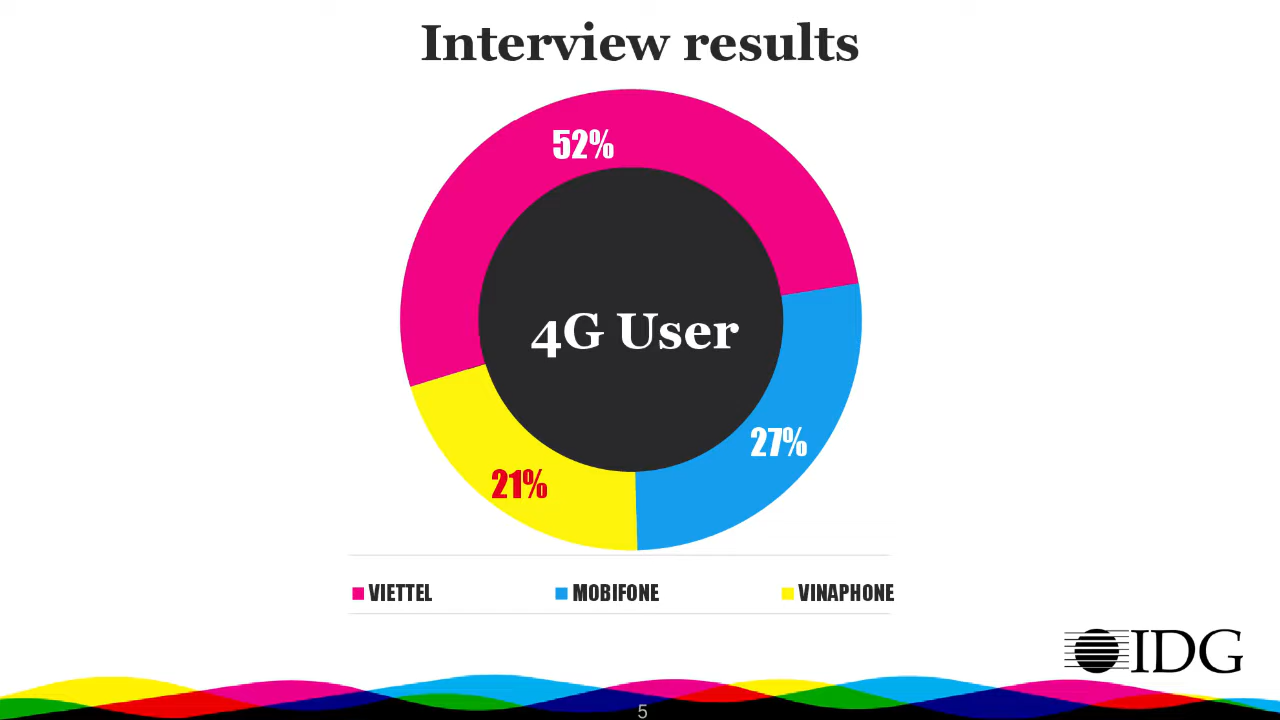 Interview results
52%
4G User
27%
21%
VIETTEL MOBIFONE VINAPHONE
IDG
5